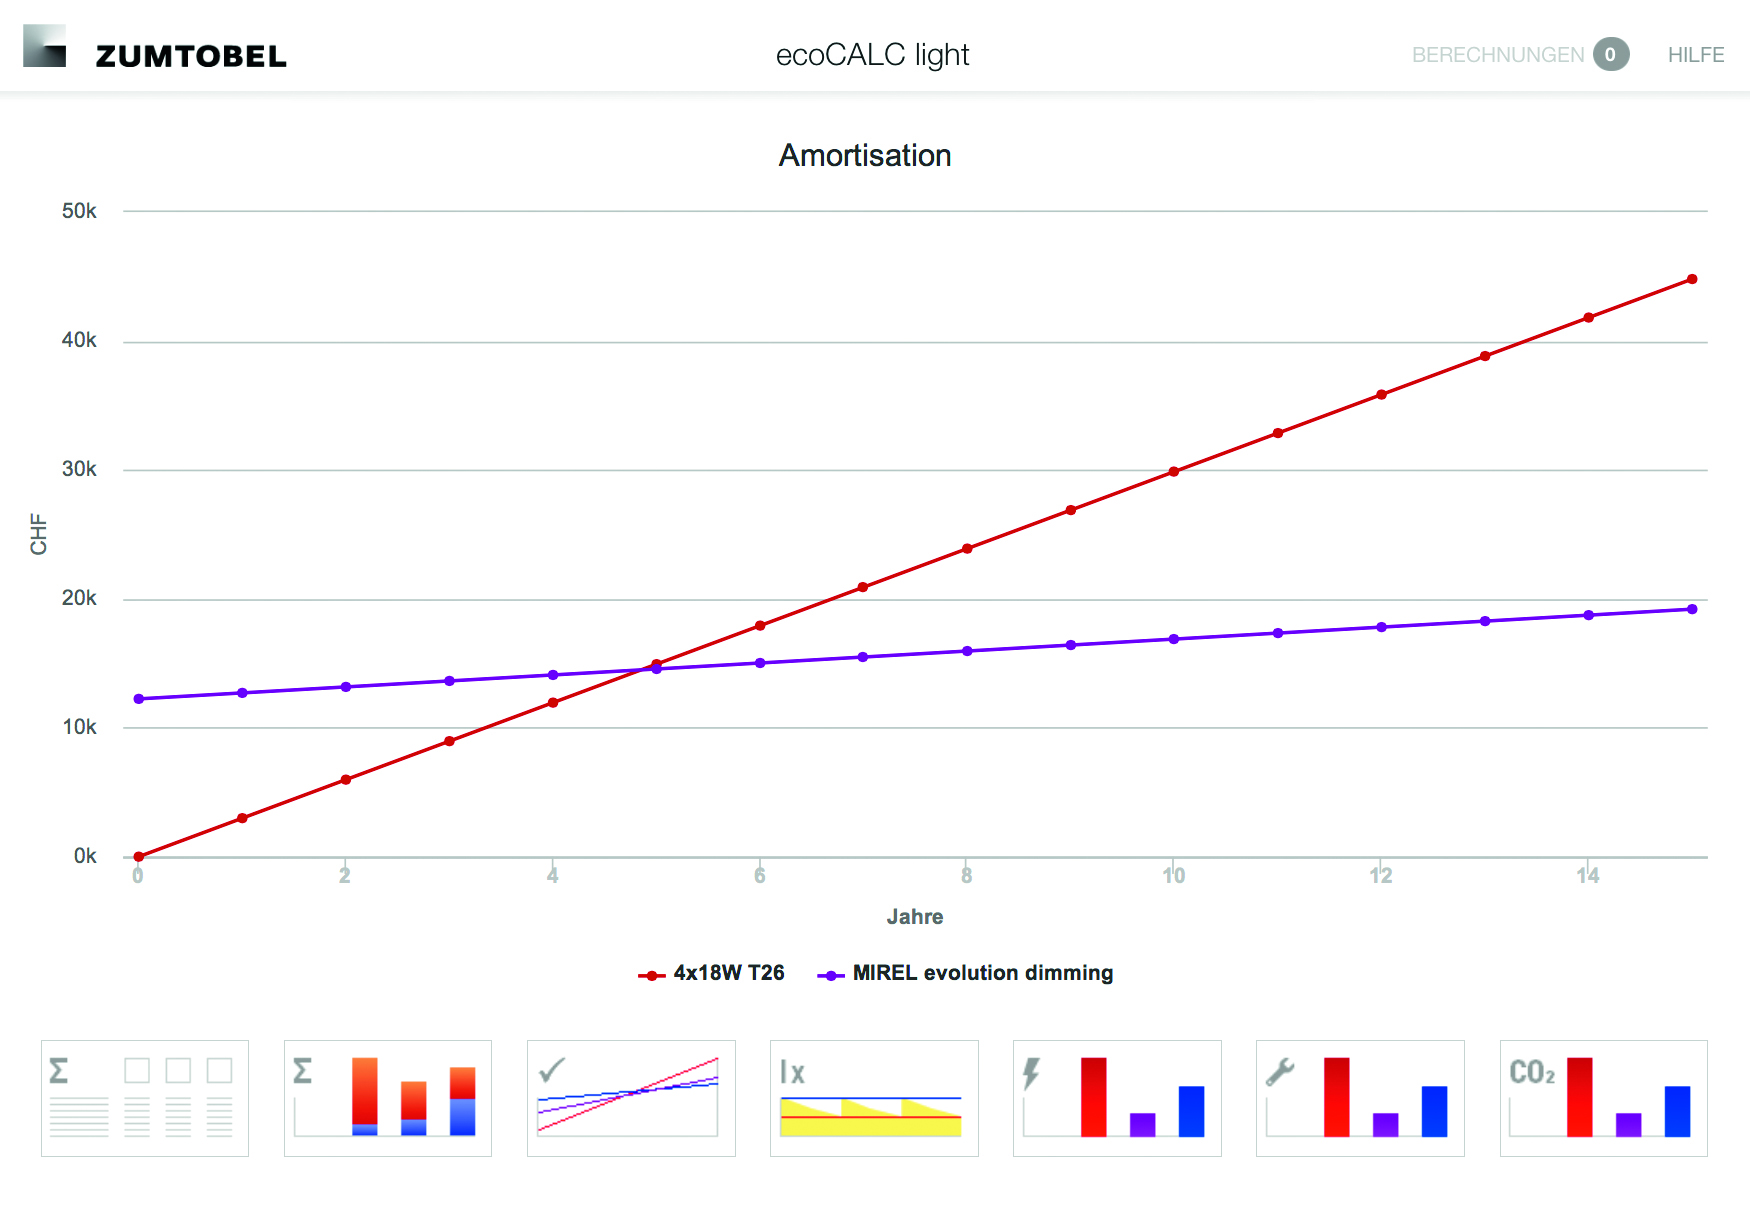 ZUMTOBEL
ecoCALC light
BERECHNUNGEN 0
HILFE
Amortisation
50k
40k
30k
20k
10k
0k
CHF
0 2 4 6 8 10 12 14
Jahre
4x18W T26
MIREL evolution dimming
Σ
Σ
lx
CO₂